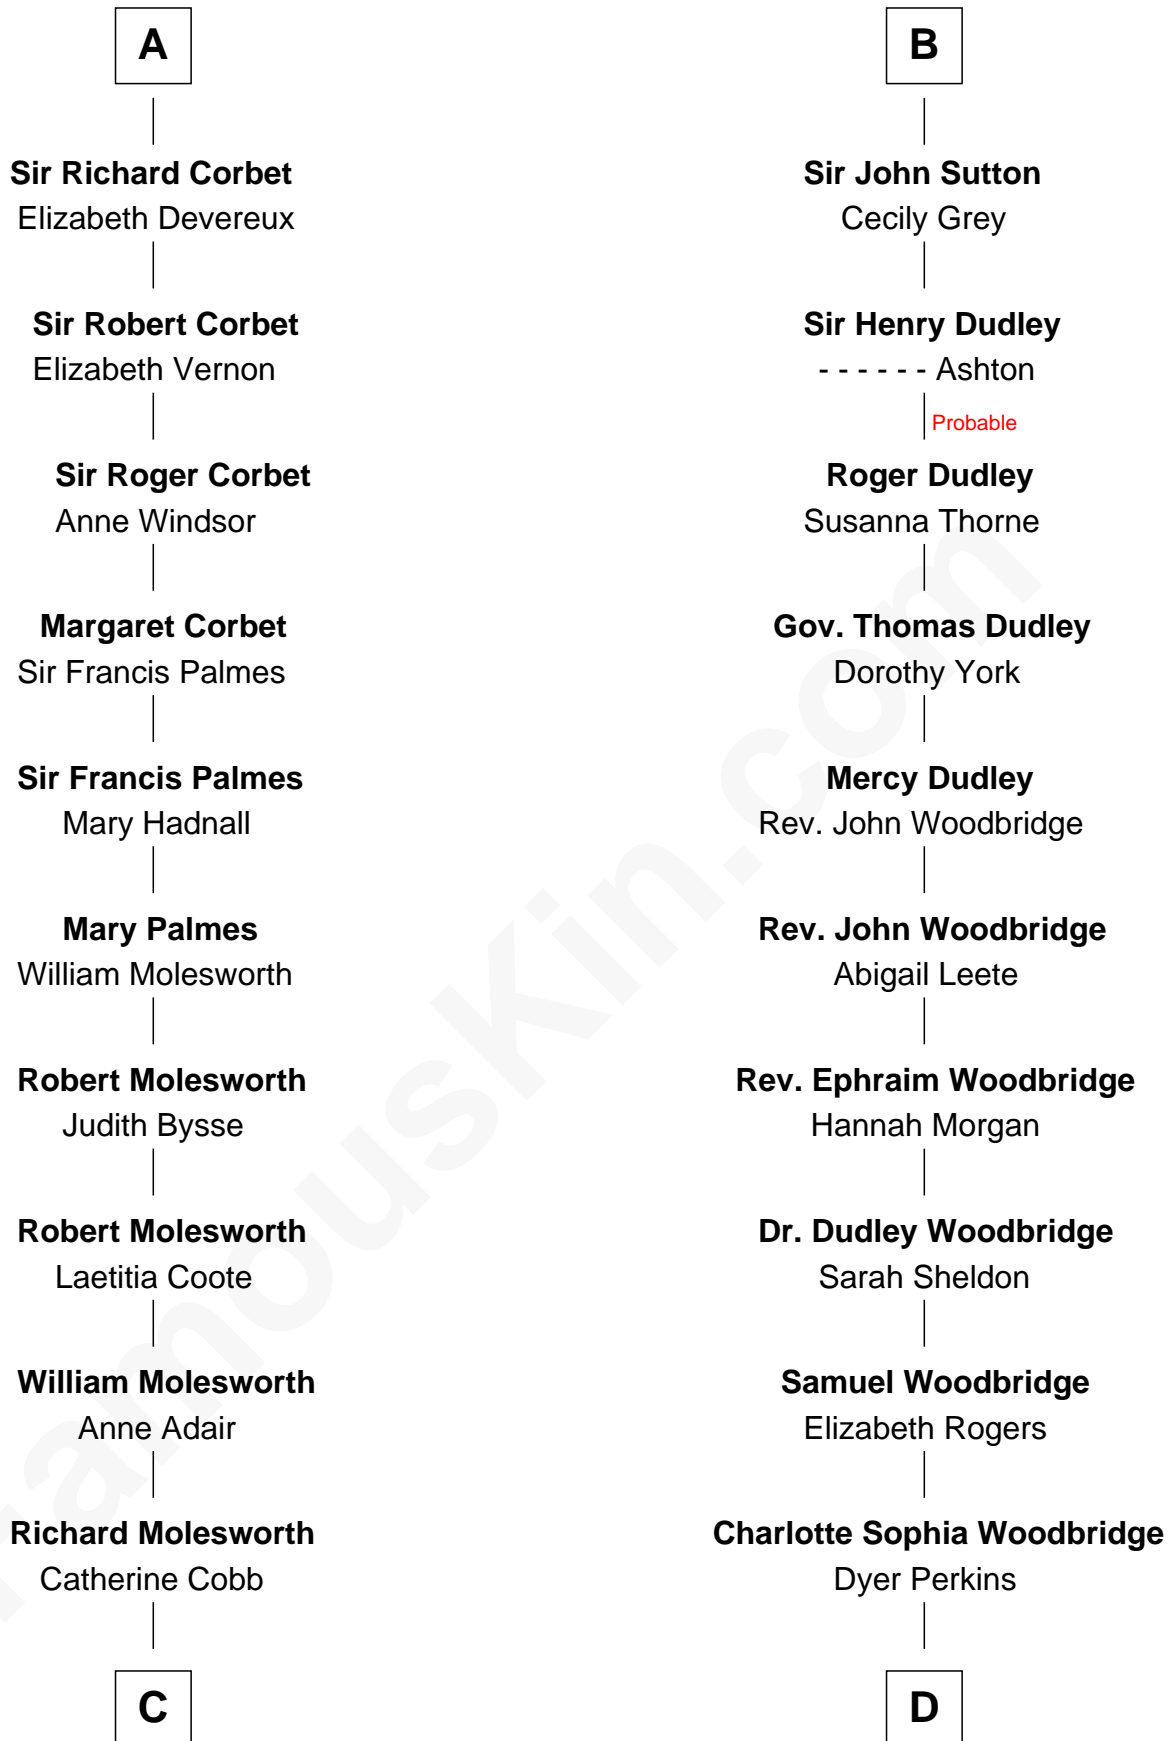 A
Sir Richard Corbet
Elizabeth Devereux
Sir Robert Corbet
Elizabeth Vernon
Sir Roger Corbet
Anne Windsor
Margaret Corbet
Sir Francis Palmes
Sir Francis Palmes
Mary Hadnall
Mary Palmes
William Molesworth
Robert Molesworth
Judith Bysse
Robert Molesworth
Laetitia Coote
William Molesworth
Anne Adair
Richard Molesworth
Catherine Cobb
C
B
Sir John Sutton
Cecily Grey
Sir Henry Dudley
- - - - - - Ashton
Probable
Roger Dudley
Susanna Thorne
Gov. Thomas Dudley
Dorothy York
Mercy Dudley
Rev. John Woodbridge
Rev. John Woodbridge
Abigail Leete
Rev. Ephraim Woodbridge
Hannah Morgan
Dr. Dudley Woodbridge
Sarah Sheldon
Samuel Woodbridge
Elizabeth Rogers
Charlotte Sophia Woodbridge
Dyer Perkins
D
FamousKin.com